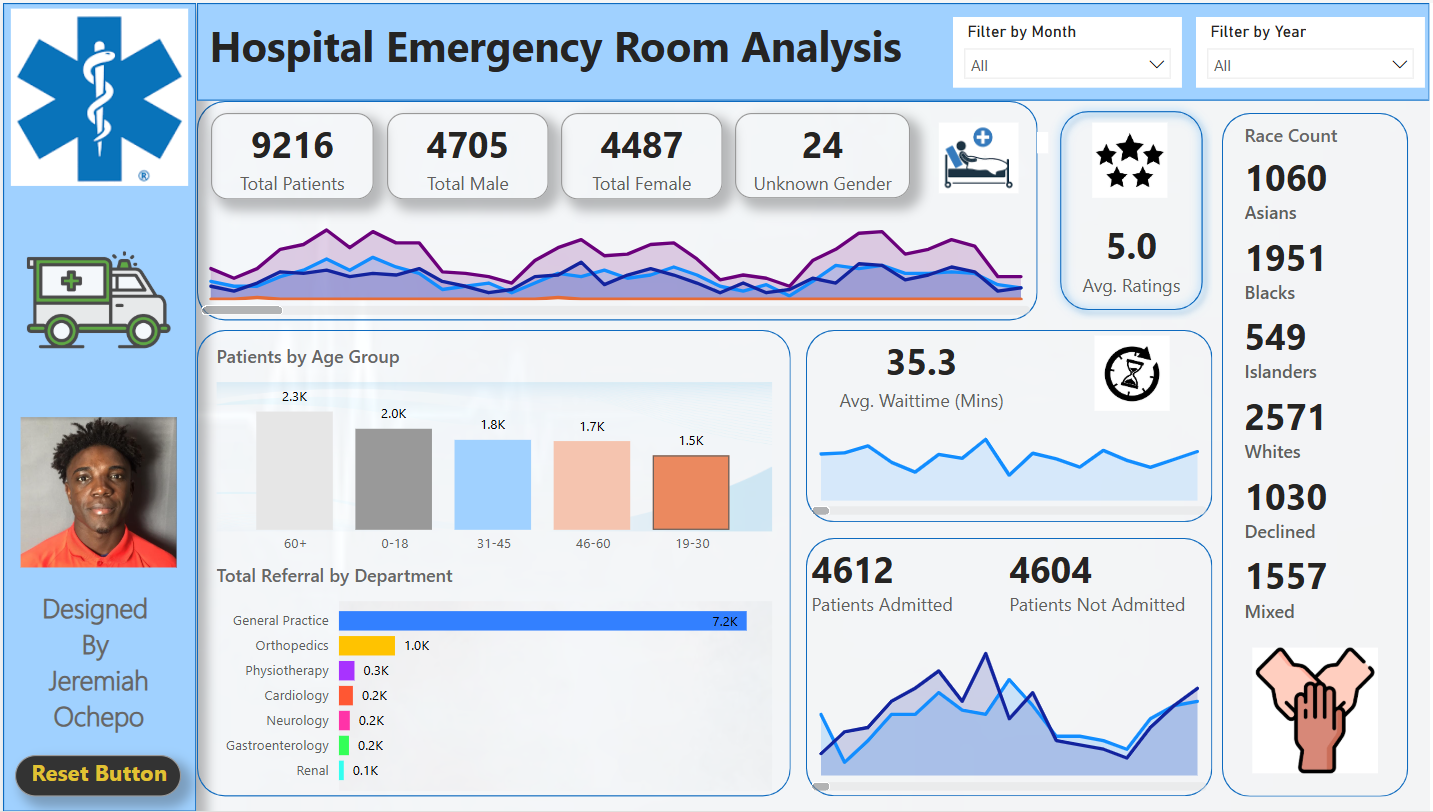 Hospital Emergency Room Analysis
Filter by Month
All
Filter by Year
All
®
9216
Total Patients
4705
Total Male
4487
Total Female
24
Unknown Gender
5.0
Avg. Ratings
Race Count
1060
Asians
1951
Blacks
549
Islanders
2571
Whites
1030
Declined
1557
Mixed
Patients by Age Group
2.3K
2.0K
1.8K
1.7K
1.5K
60+
0-18
31-45
46-60
19-30
35.3
Avg. Waittime (Mins)
Total Referral by Department
General Practice 7.2K
Orthopedics 1.0K
Physiotherapy 0.3K
Cardiology 0.2K
Neurology 0.2K
Gastroenterology 0.2K
Renal 0.1K
4612
Patients Admitted
4604
Patients Not Admitted
Designed
By
Jeremiah
Ochepo
Reset Button